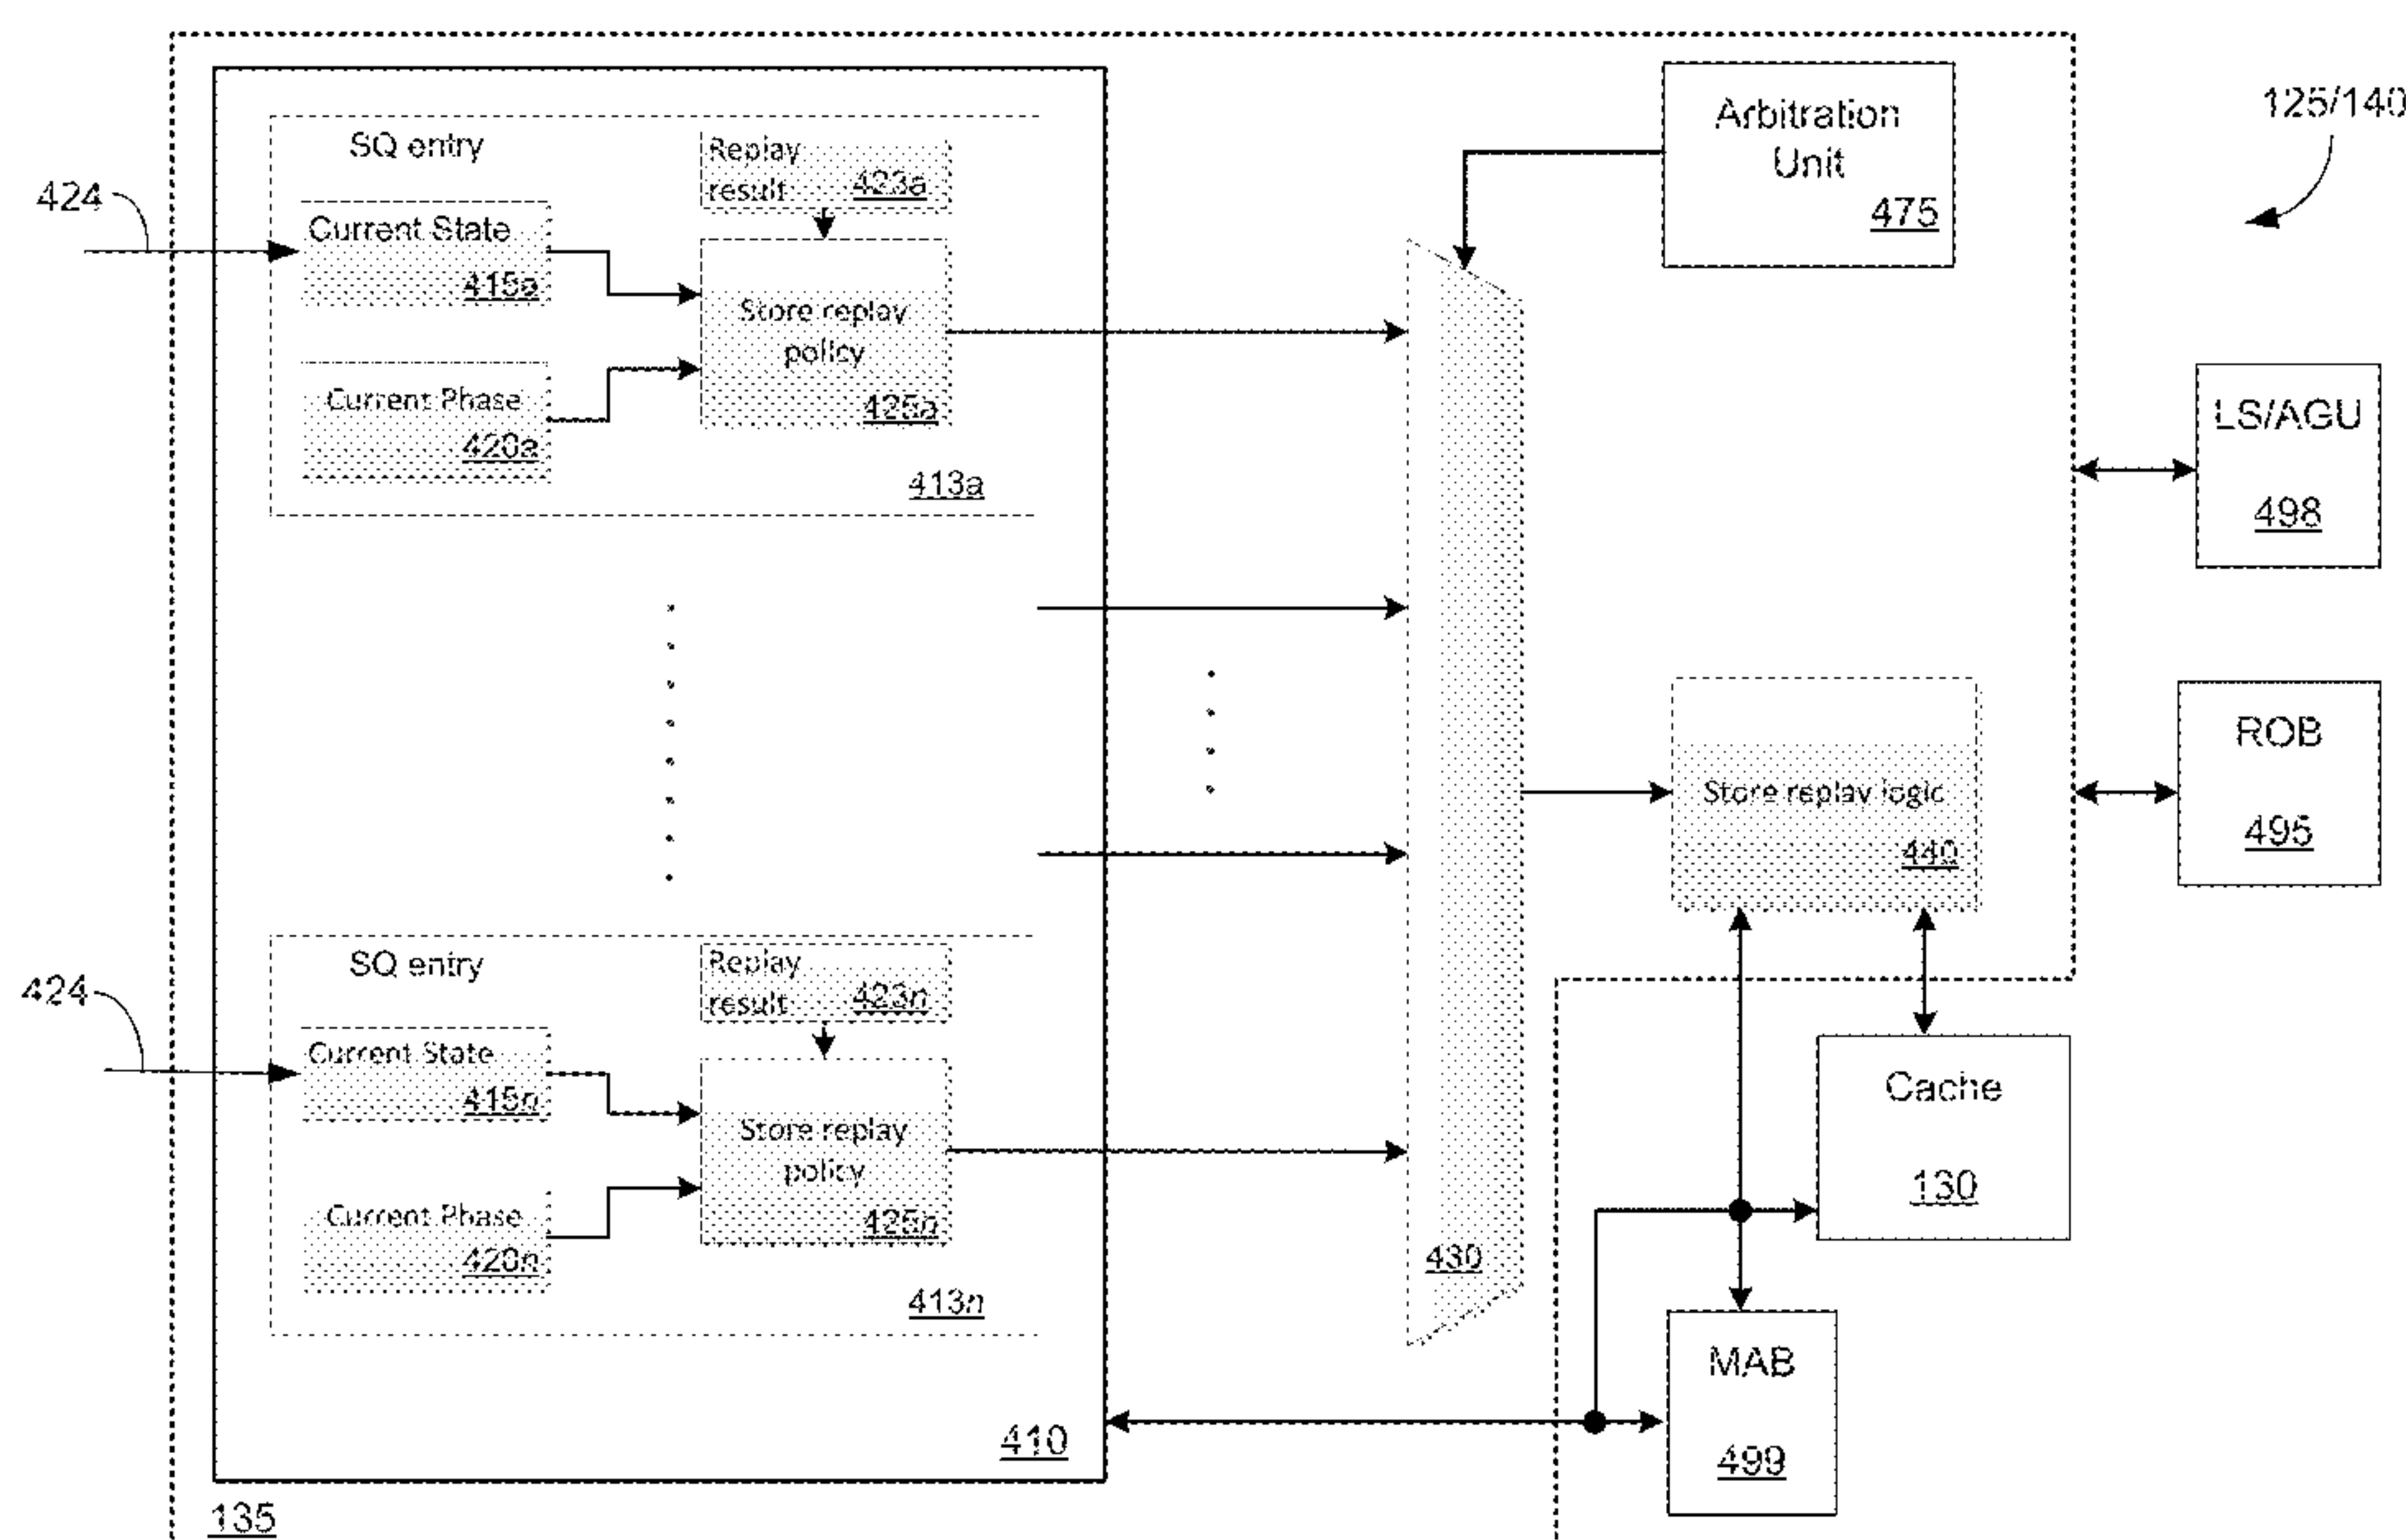 125/140
Arbitration
Unit
475
SQ entry
Replay
result
423a
424
Current State
415a
Store replay
policy
425a
Current Phase
420a
413a
LS/AGU
498
ROB
495
Store replay logic
440
SQ entry
Replay
result
423n
424
Current State
415n
Store replay
policy
425n
Current Phase
420n
413n
430
Cache
130
MAB
499
410
135